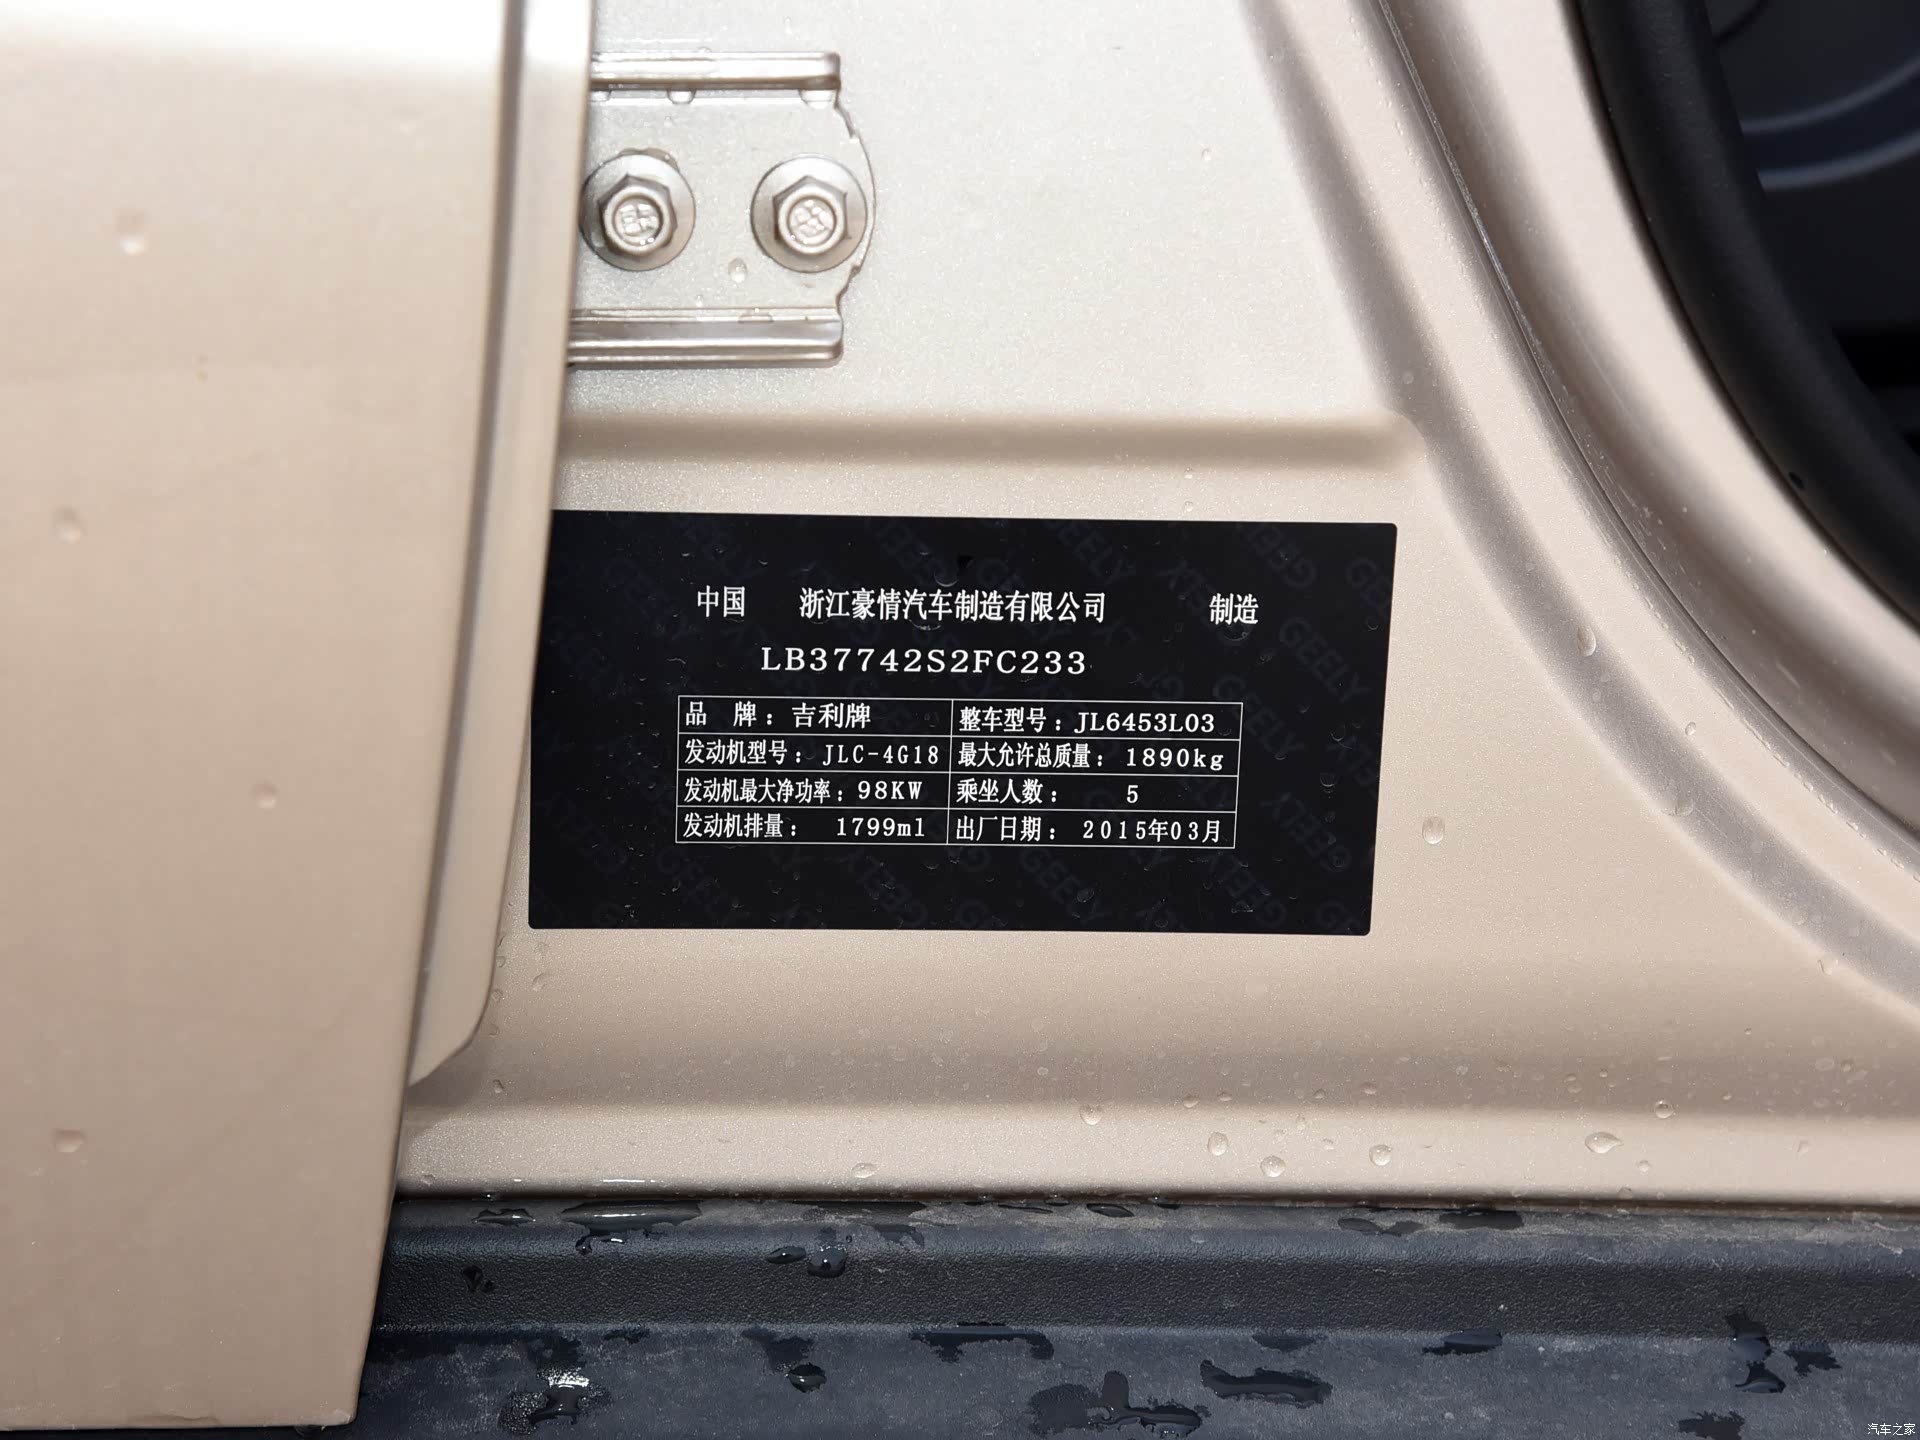 中国 浙江豪情汽车制造有限公司 制造
LB37742S2FC233
品 牌：吉利牌 整车型号：JL6453L03
发动机型号：JLC-4G18 最大允许总质量：1890kg
发动机最大净功率：98KW 乘坐人数： 5
发动机排量： 1799ml 出厂日期： 2015年03月
GEELY
汽车之家